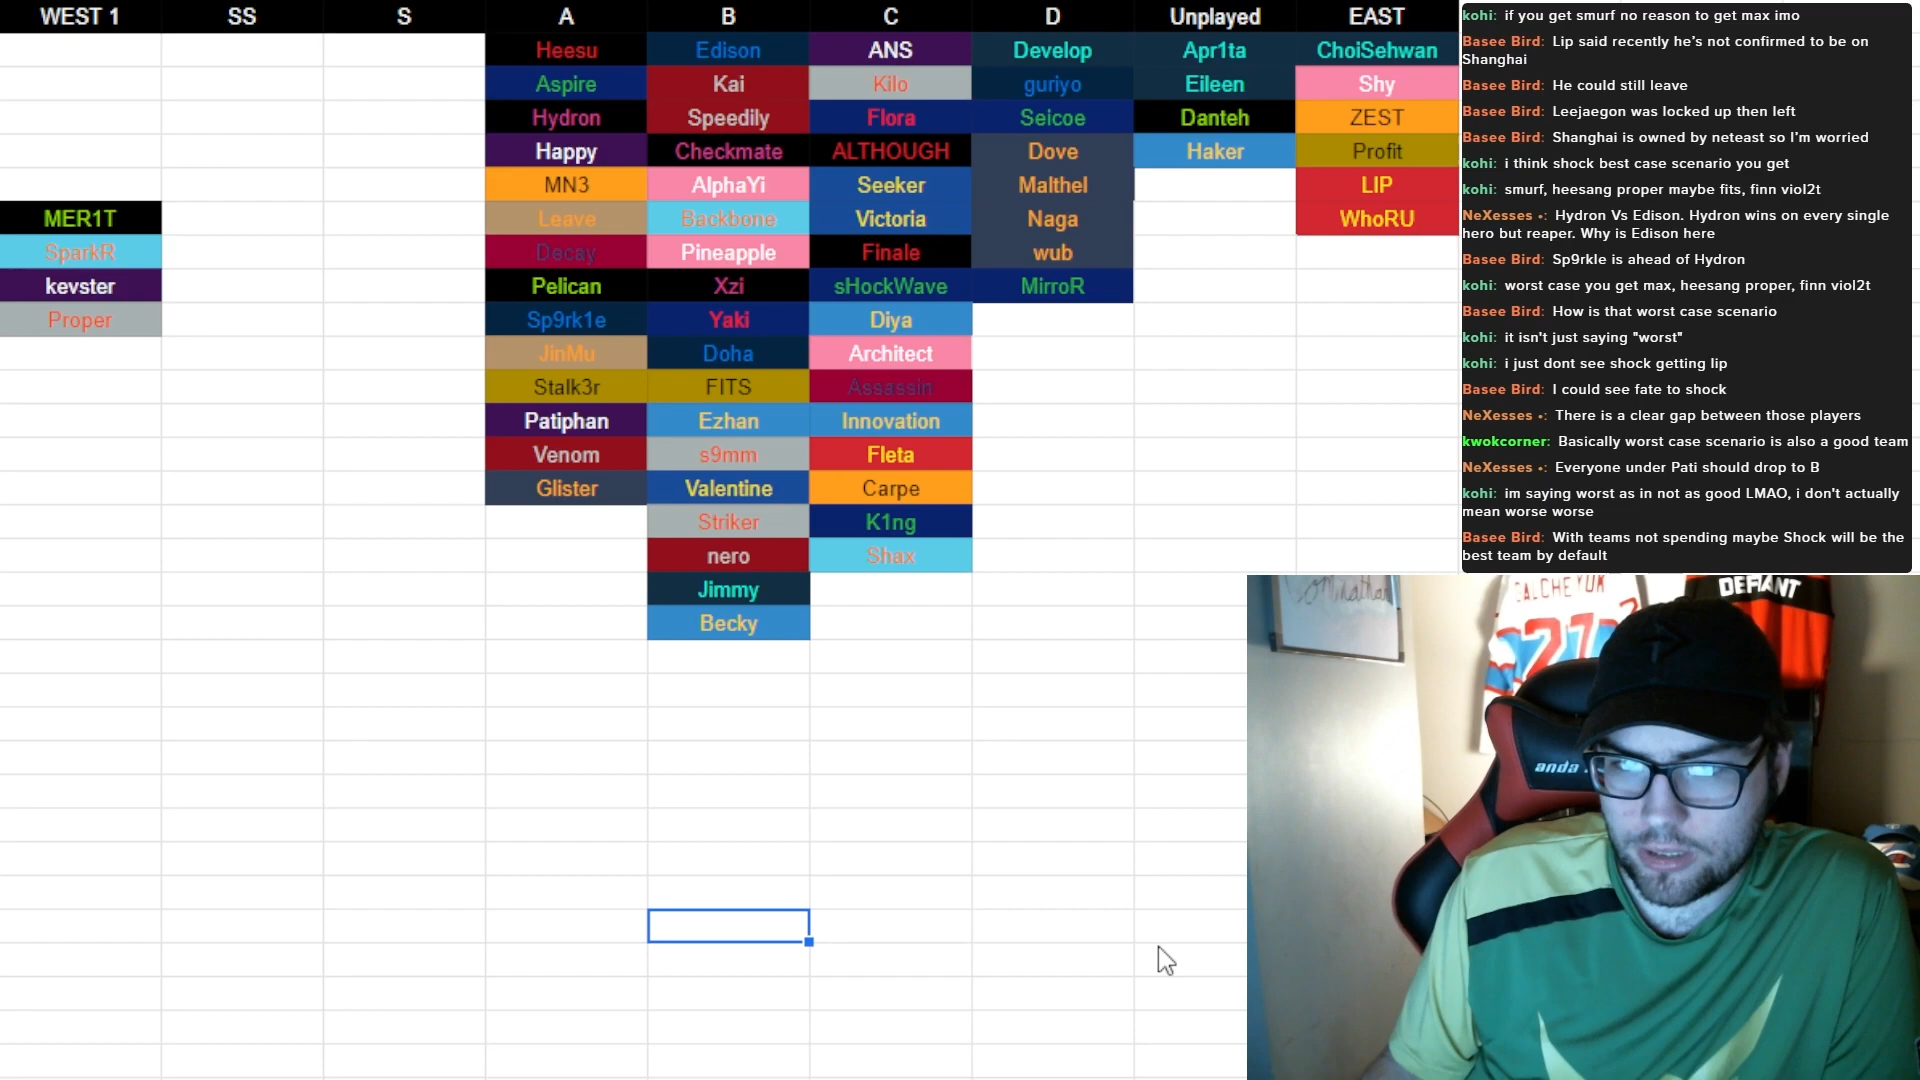 WEST 1 SS S A B C D Unplayed EAST
Heesu Edison ANS Develop Apr1ta ChoiSehwan
Aspire Kai Kilo guriyo Eileen Shy
Hydron Speedily Flora Seicoe Danteh ZEST
Happy Checkmate ALTHOUGH Dove Haker Profit
MN3 AlphaYi Seeker Malthel LIP
MER1T Leave Backbone Victoria Naga WhoRU
SparkR Decay Pineapple Finale wub
kevster Pelican Xzi sHockWave MirroR
Proper Sp9rk1e Yaki Diya
JinMu Doha Architect
Stalk3r FITS Assassin
Patiphan Ezhan Innovation
Venom s9mm Fleta
Glister Valentine Carpe
Striker K1ng
nero Shax
Jimmy
Becky
kohi: if you get smurf no reason to get max imo
Basee Bird: Lip said recently he's not confirmed to be on
Shanghai
Basee Bird: He could still leave
Basee Bird: Leejaegon was locked up then left
Basee Bird: Shanghai is owned by neteast so I'm worried
kohi: i think shock best case scenario you get
kohi: smurf, heesang proper maybe fits, finn viol2t
NeXesses •: Hydron Vs Edison. Hydron wins on every single
hero but reaper. Why is Edison here
Basee Bird: Sp9rkle is ahead of Hydron
kohi: worst case you get max, heesang proper, finn viol2t
Basee Bird: How is that worst case scenario
kohi: it isn't just saying "worst"
kohi: i just dont see shock getting lip
Basee Bird: I could see fate to shock
NeXesses •: There is a clear gap between those players
kwokcorner: Basically worst case scenario is also a good team
NeXesses •: Everyone under Pati should drop to B
kohi: im saying worst as in not as good LMAO, i don't actually
mean worse worse
Basee Bird: With teams not spending maybe Shock will be the
best team by default
DEFIANT
27
anda